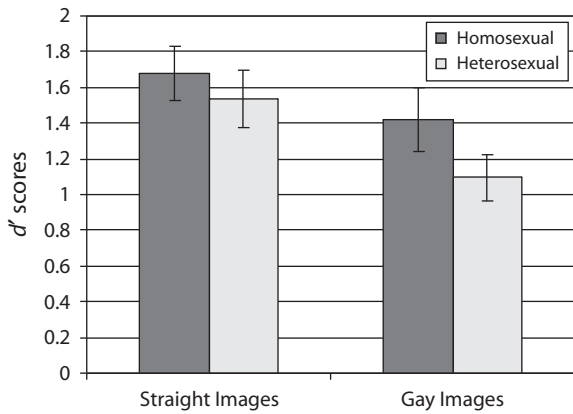 2
1.8
1.6
1.4
1.2
1
0.8
0.6
0.4
0.2
0
d′ scores
Homosexual
Heterosexual
Straight Images
Gay Images